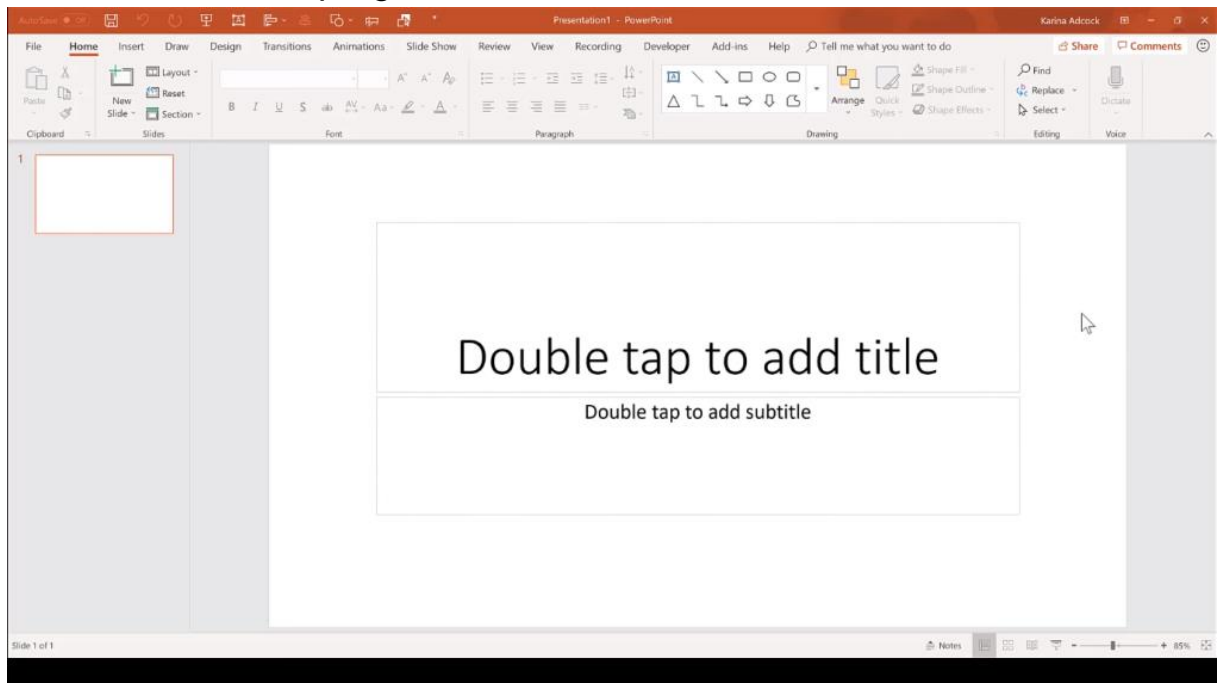 AutoSave Off Presentation1 - PowerPoint Karina Adcock
File Home Insert Draw Design Transitions Animations Slide Show Review View Recording Developer Add-ins Help Tell me what you want to do Share Comments
Paste New Slide Layout Reset Section
B I U S ab AV Aa A
Arrange Quick Styles Shape Fill Shape Outline Shape Effects
Find Replace Select Dictate
Clipboard Slides Font Paragraph Drawing Editing Voice
1
Double tap to add title
Double tap to add subtitle
Slide 1 of 1 Notes 85%